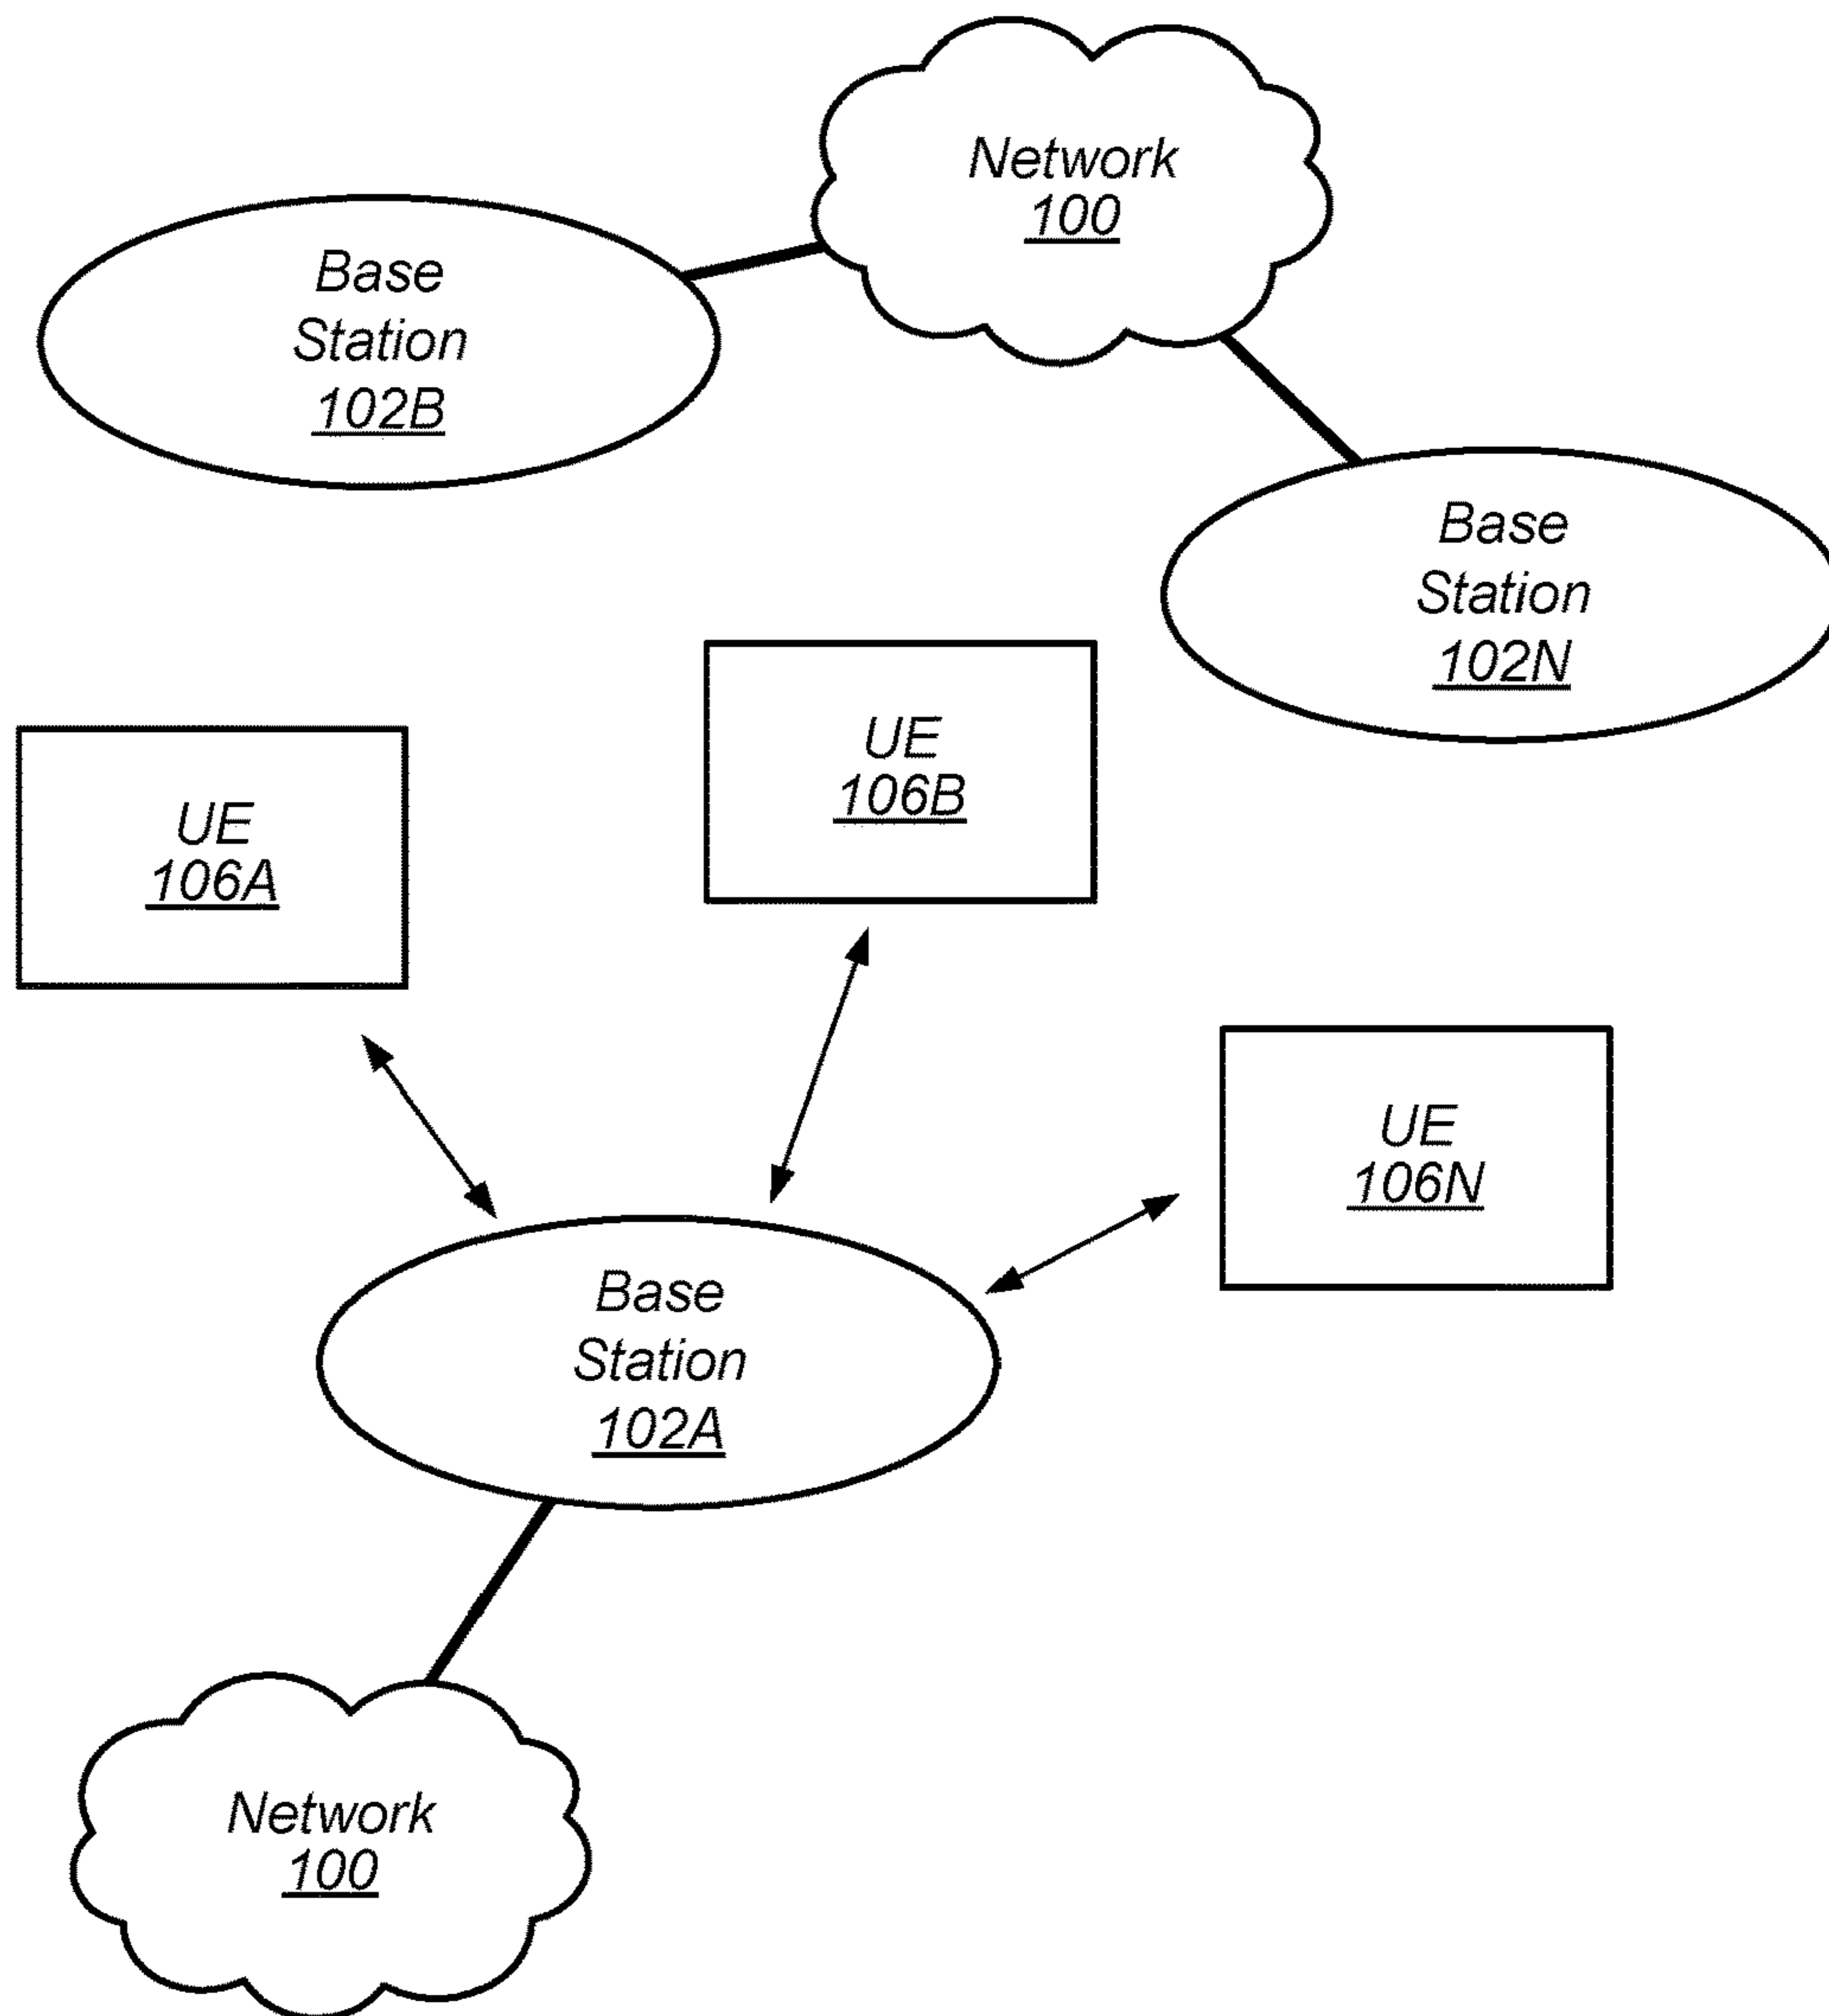 Network
100
Base
Station
102B
Base
Station
102N
UE
106B
UE
106A
UE
106N
Base
Station
102A
Network
100